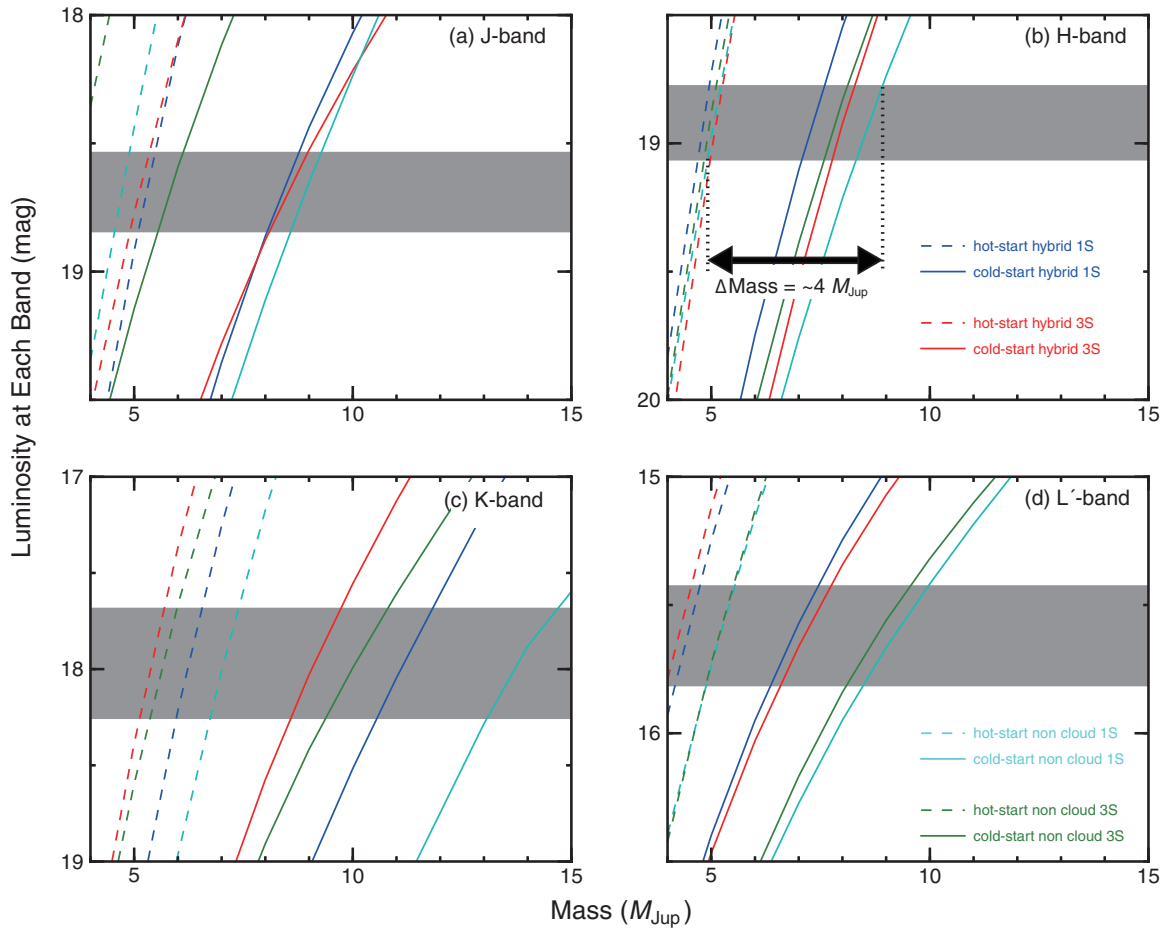 Luminosity at Each Band (mag)
18
19
5
10
15
(a) J-band
19
20
5
10
15
(b) H-band
hot-start hybrid 1S
cold-start hybrid 1S
ΔMass = ~4 MJup
hot-start hybrid 3S
cold-start hybrid 3S
17
18
19
5
10
15
(c) K-band
15
16
5
10
15
(d) L´-band
hot-start non cloud 1S
cold-start non cloud 1S
hot-start non cloud 3S
cold-start non cloud 3S
Mass (MJup)